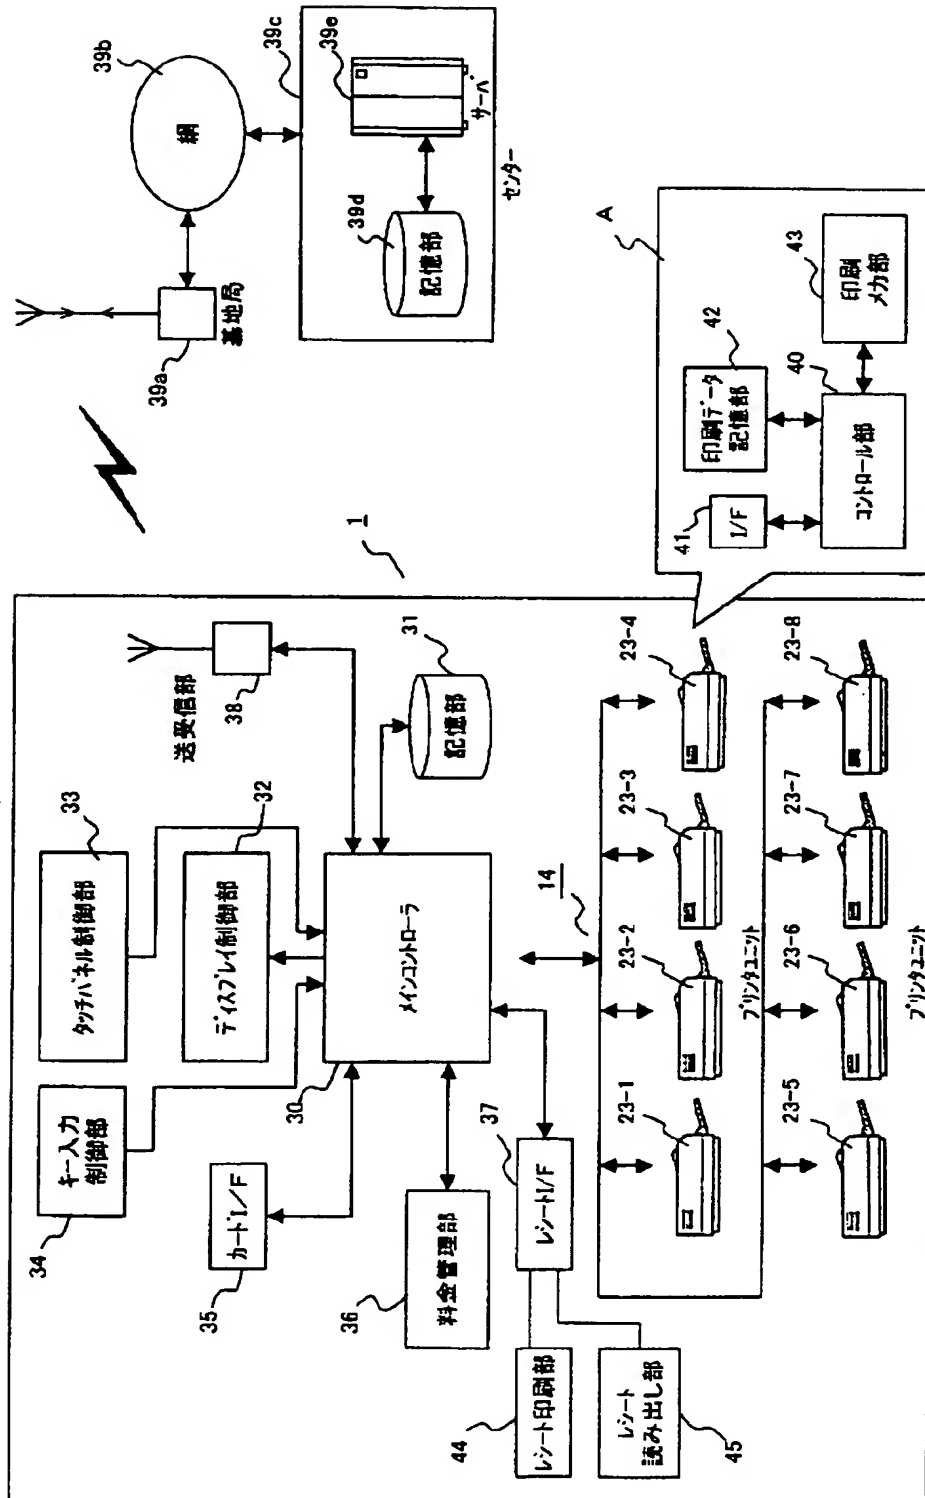 1
34
キー入力
制御部
33
タッチパネル制御部
32
ディスプレイ制御部
35
カードI/F
30
メインコントローラ
36
料金管理部
37
レシートI/F
44
レシート印刷部
45
レシート
読み出し部
送受信部
38
31
記憶部
14
23-1
23-2
23-3
23-4
プリンタユニット
23-5
23-6
23-7
23-8
プリンタユニット
39a
基地局
39b
網
39c
39d
記憶部
39e
サーバ
センター
A
41
I/F
42
印刷データ
記憶部
40
コントロール部
43
印刷
メカ部